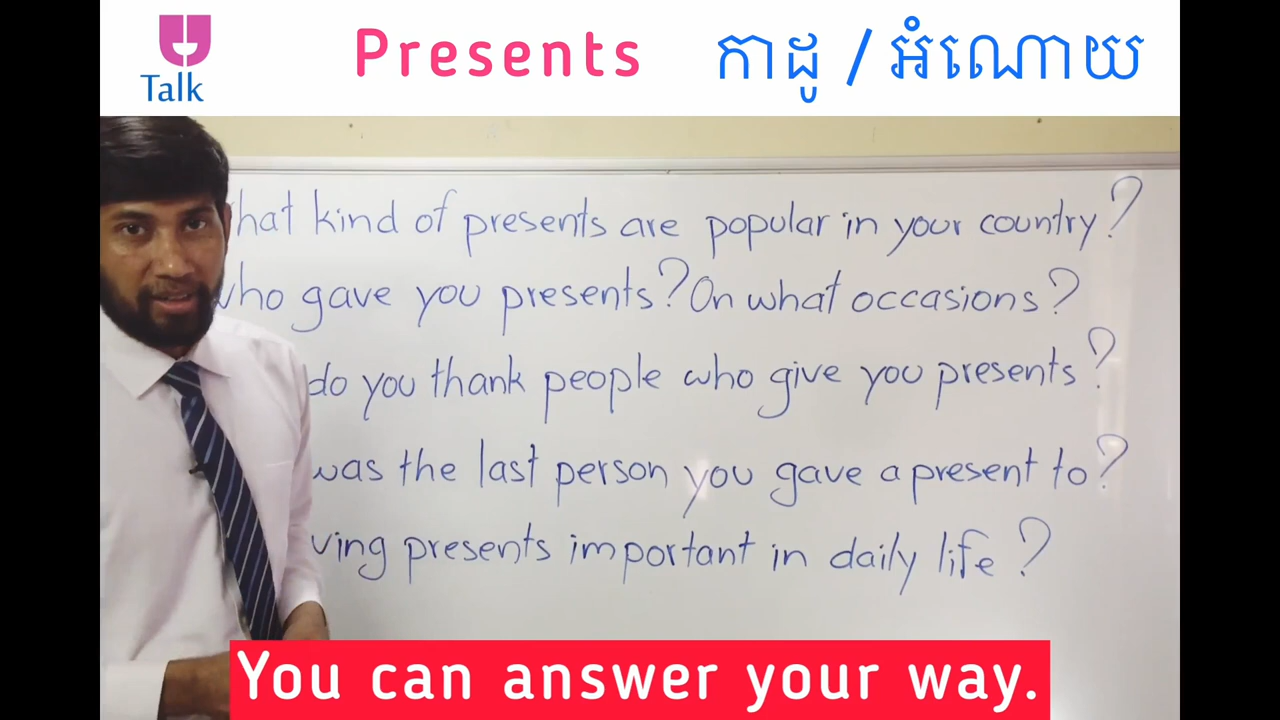 Talk
Presents កាដូ / អំណោយ
hat kind of presents are popular in your country?
who gave you presents? On what occasions?
do you thank people who give you presents?
was the last person you gave a present to?
ving presents important in daily life?
You can answer your way.